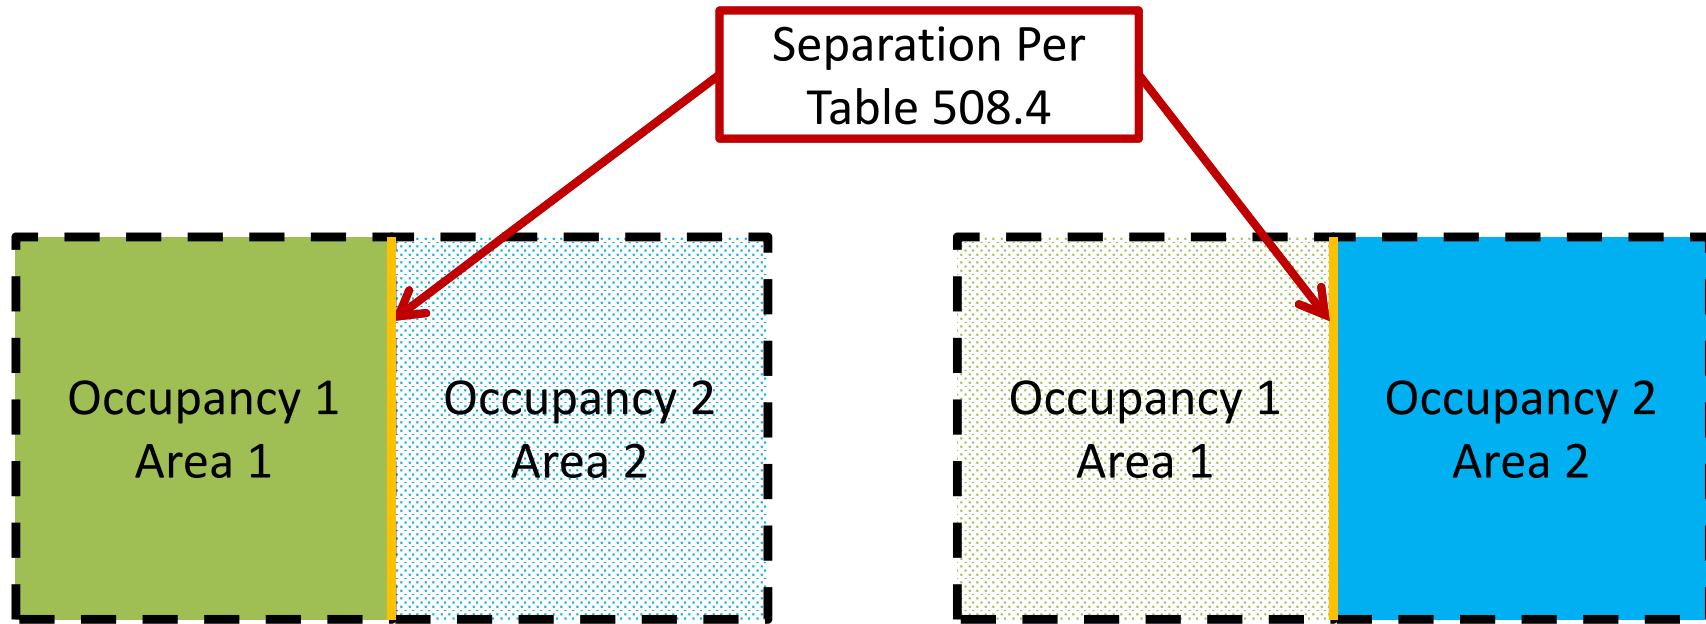 Separation Per
Table 508.4
Occupancy 1
Area 1
Occupancy 2
Area 2
Occupancy 1
Area 1
Occupancy 2
Area 2